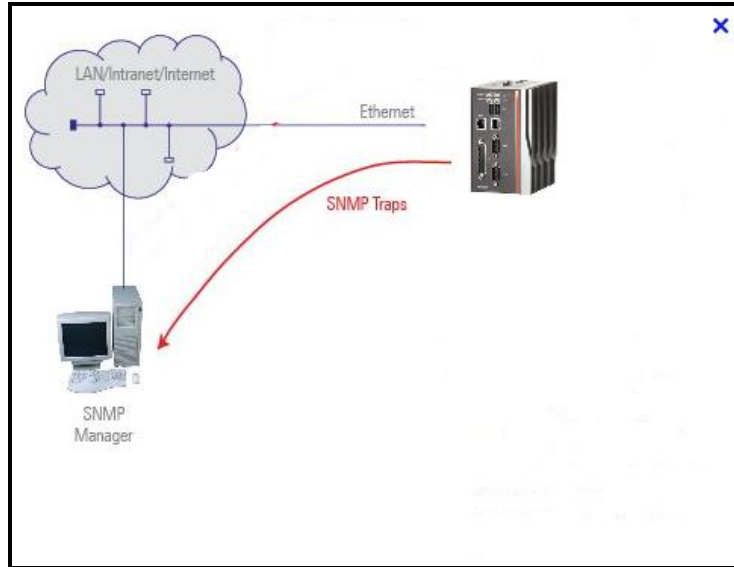 LAN/Intranet/Internet
Ethernet
SNMP Traps
SNMP
Manager